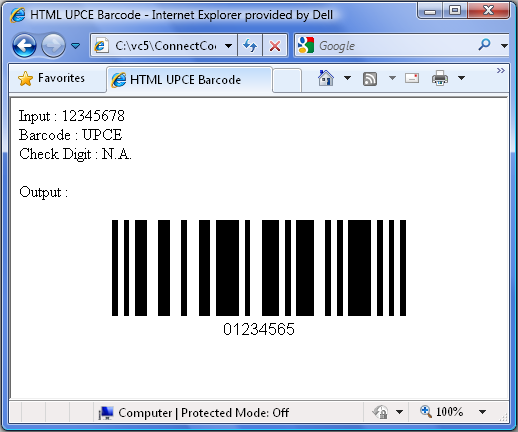 HTML UPCE Barcode - Internet Explorer provided by Dell
C:\vc5\ConnectCo
Google
Favorites
HTML UPCE Barcode
Input : 12345678
Barcode : UPCE
Check Digit : N.A.
Output :
01234565
Computer | Protected Mode: Off
100%